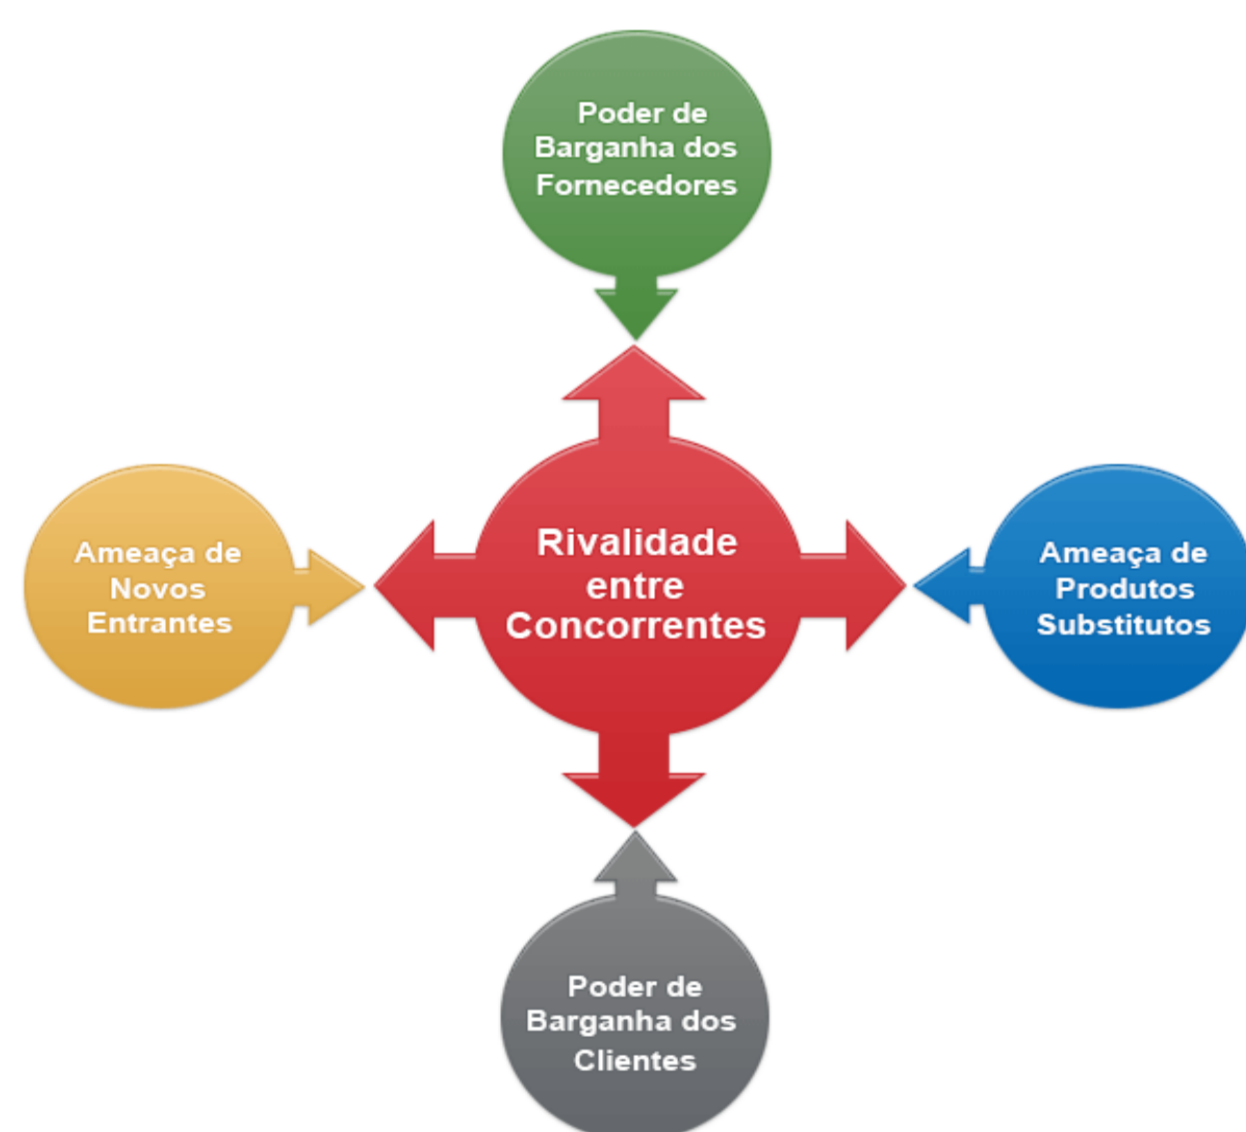 Poder de
Barganha dos
Fornecedores
Ameaça de
Novos
Entrantes
Rivalidade
entre
Concorrentes
Ameaça de
Produtos
Substitutos
Poder de
Barganha dos
Clientes